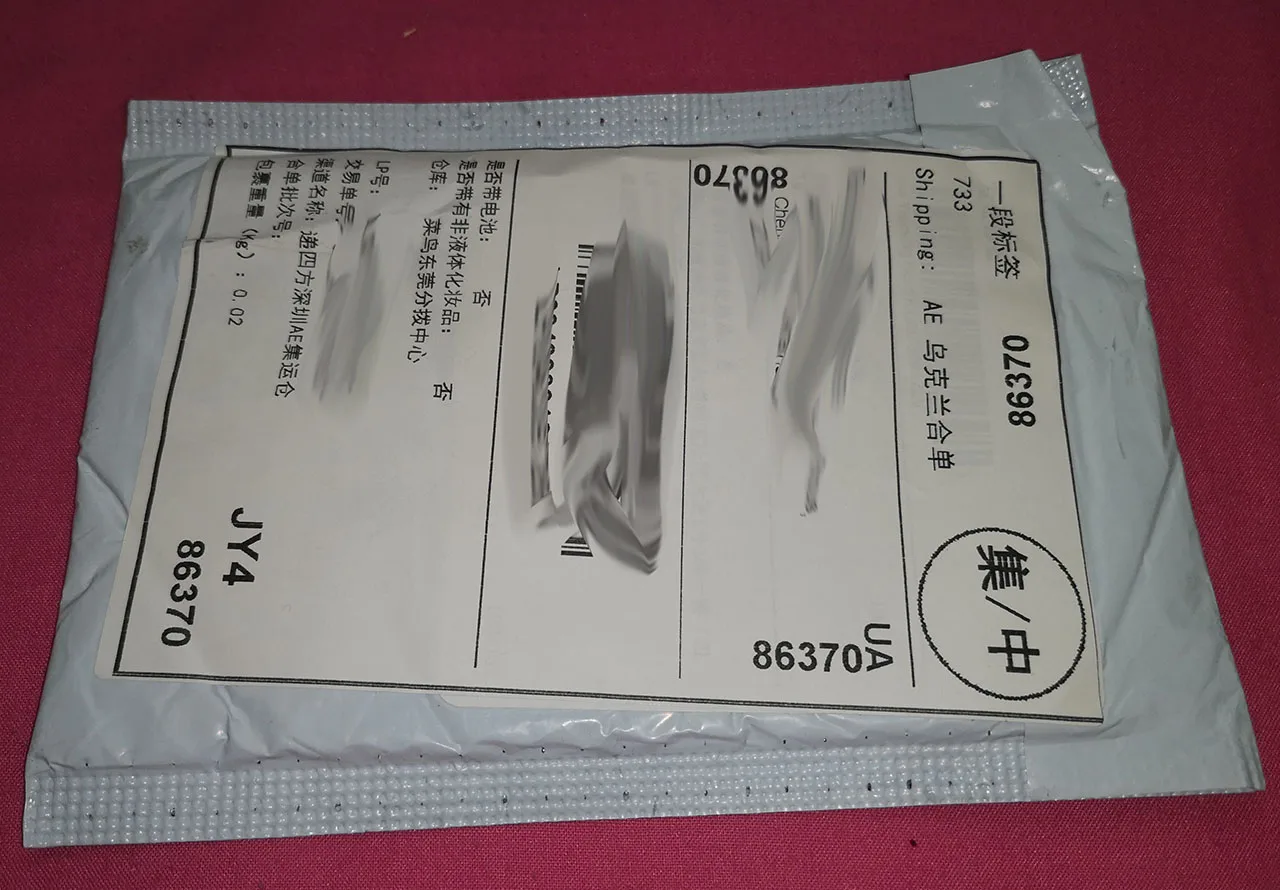 一段标签 86370
733
Shipping: AE 乌克兰合单
集/中
86370
UA
86370
是否带电池: 否
是否带有非液体化妆品: 否
仓库: 菜鸟东莞分拨中心
LP号:
交易单号
渠道名称: 递四方深圳AE集运仓
合单批次号:
包裹重量 (kg) : 0.02
JY4
86370